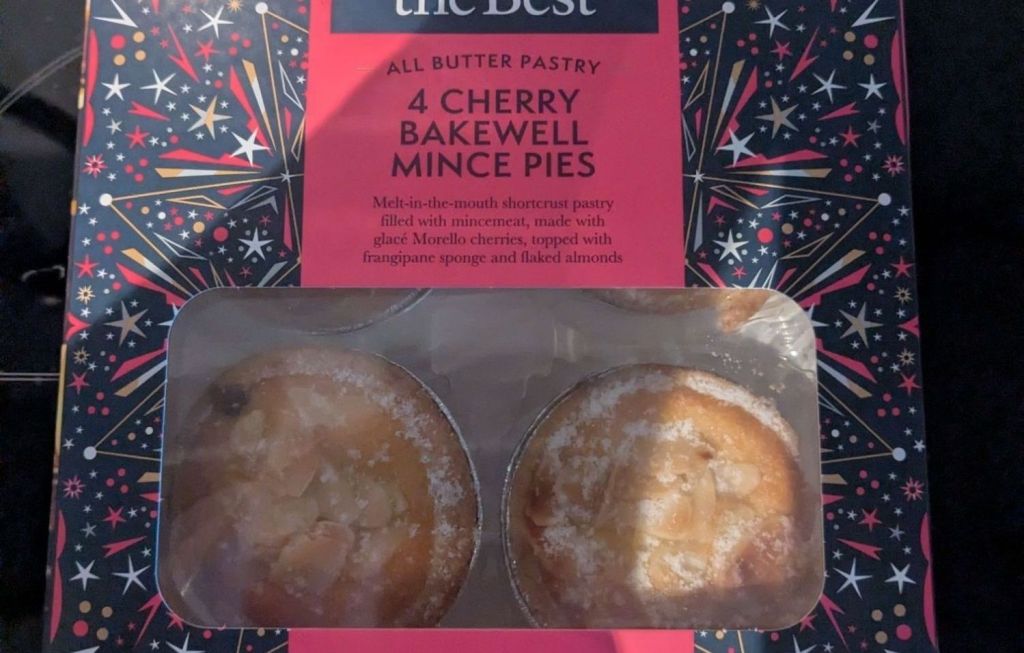 the Best
ALL BUTTER PASTRY
4 CHERRY
BAKEWELL
MINCE PIES
Melt-in-the-mouth shortcrust pastry
filled with mincemeat, made with
glacé Morello cherries, topped with
frangipane sponge and flaked almonds